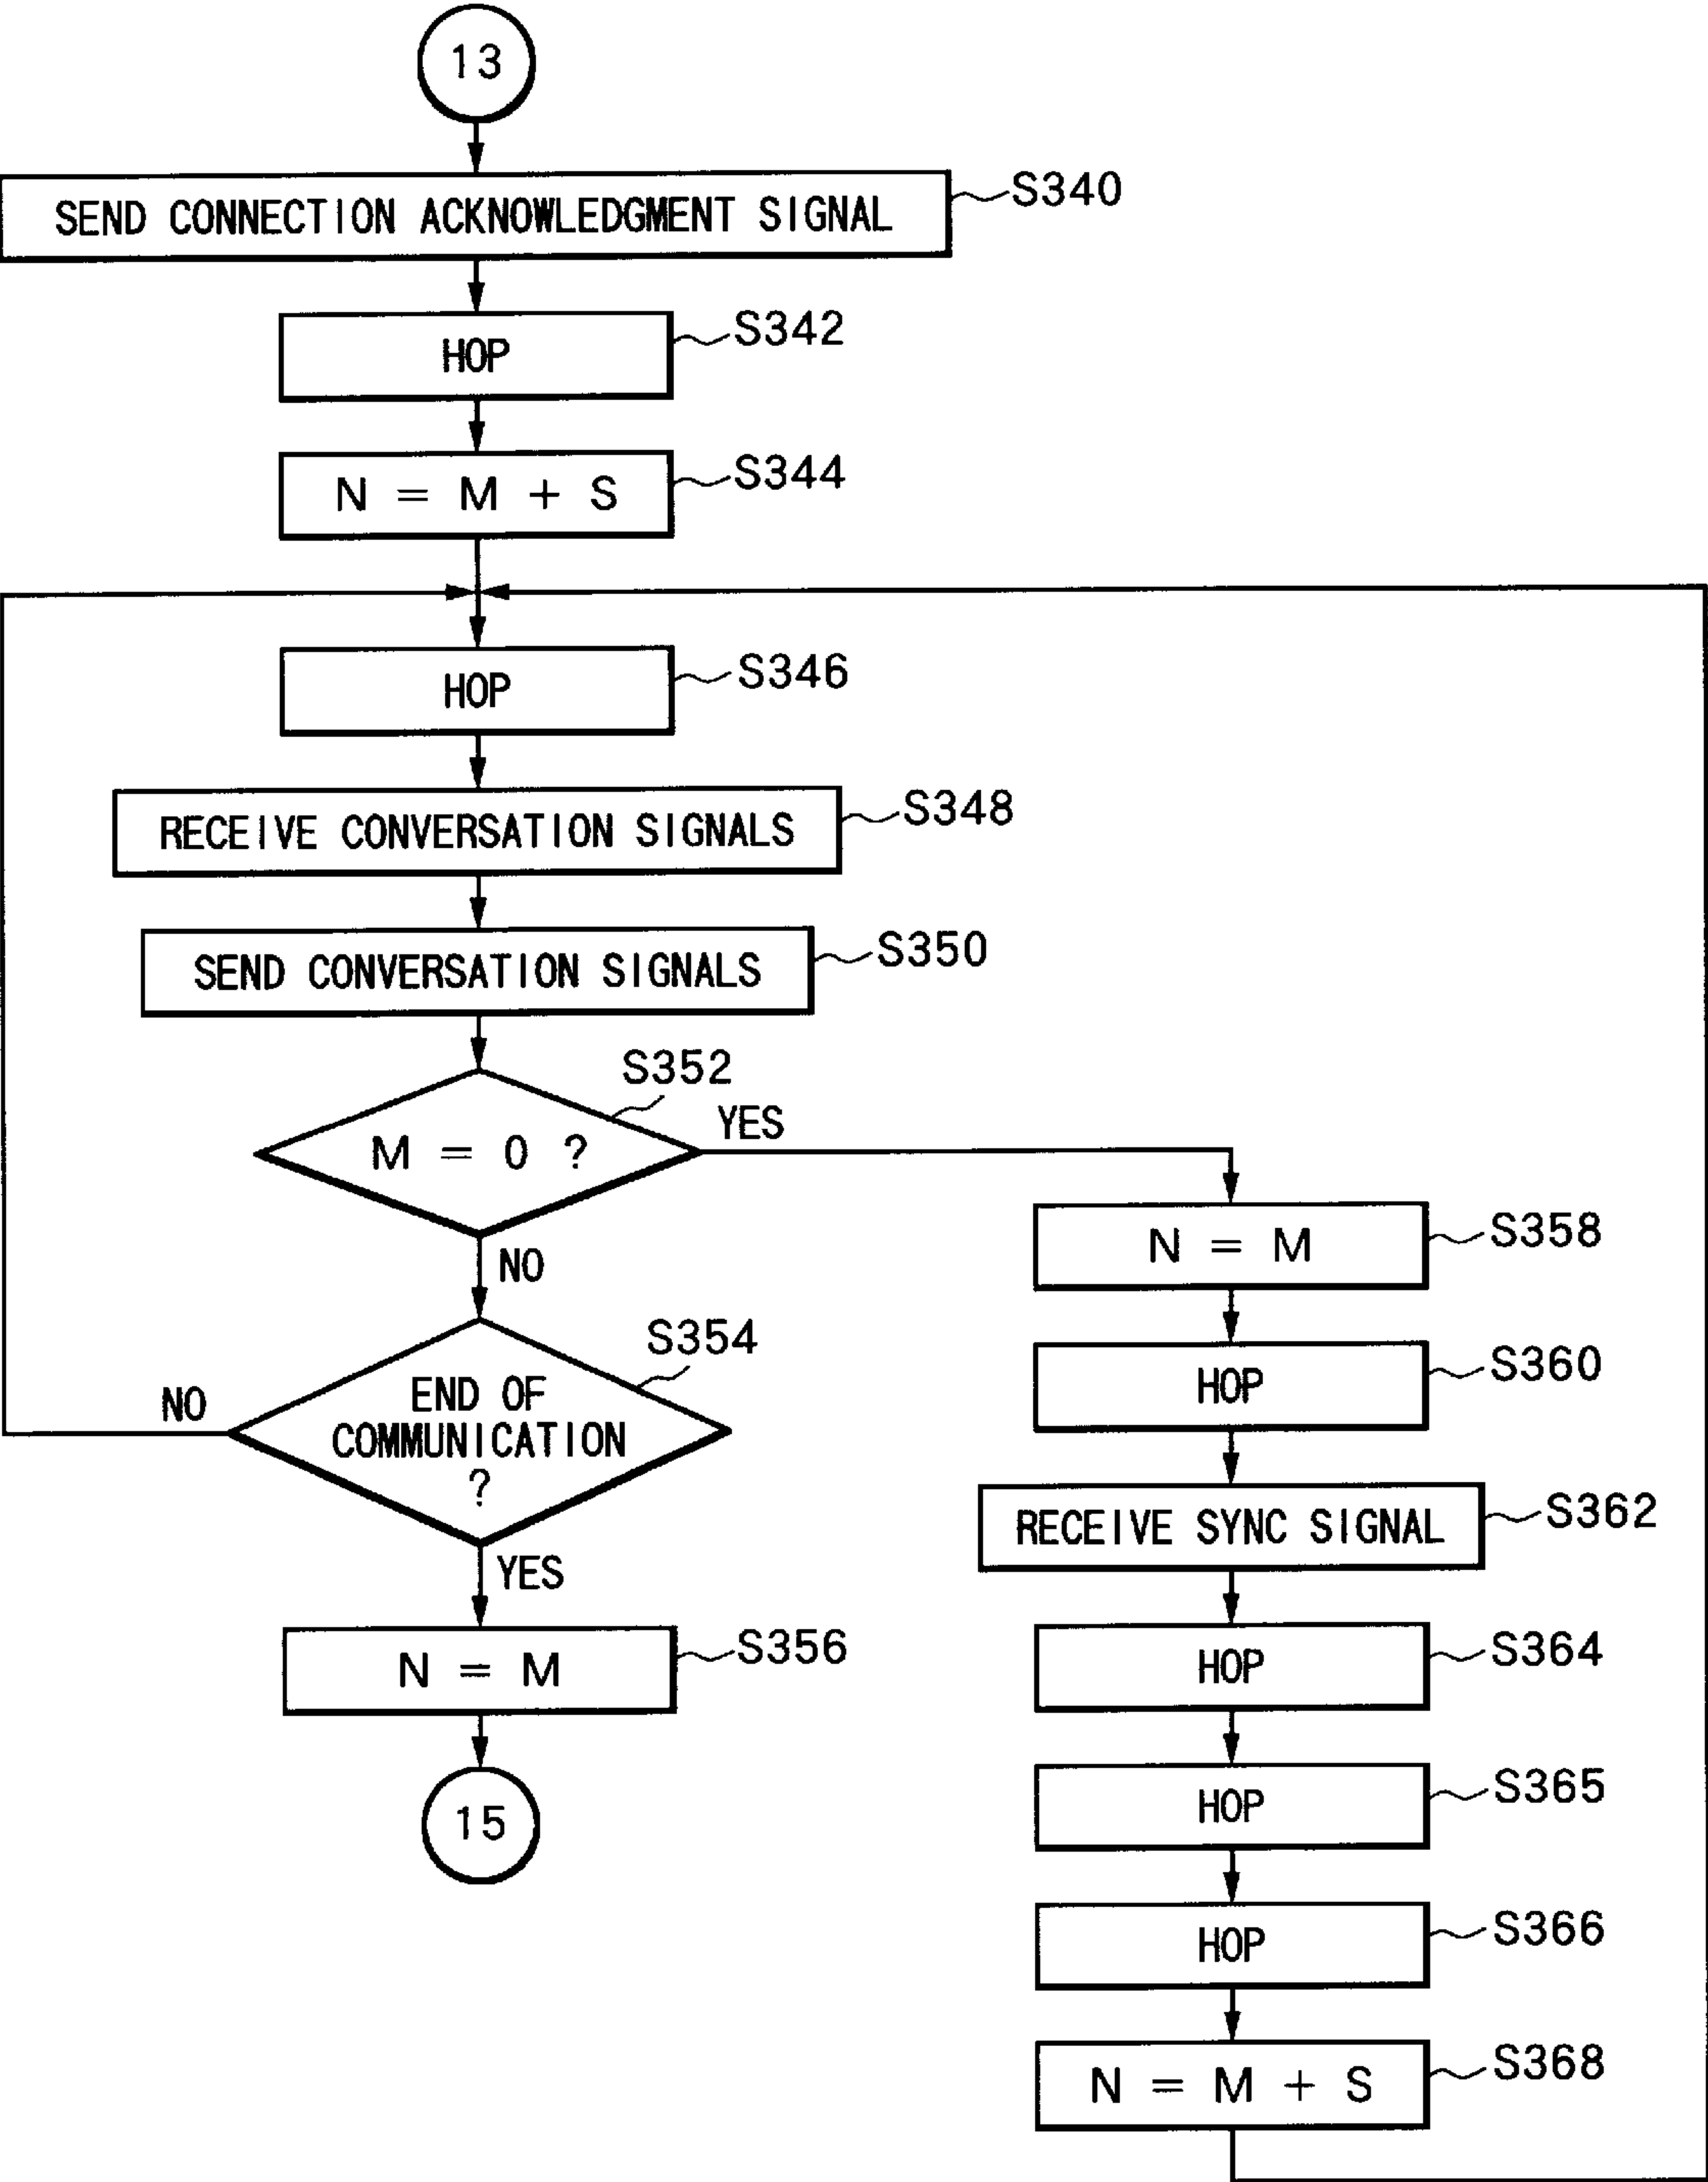 13
SEND CONNECTION ACKNOWLEDGMENT SIGNAL
S340
HOP
S342
N = M + S
S344
HOP
S346
RECEIVE CONVERSATION SIGNALS
S348
SEND CONVERSATION SIGNALS
S350
S352
M = 0 ?
YES
NO
S354
END OF
COMMUNICATION
?
NO
YES
N = M
S356
15
N = M
S358
HOP
S360
RECEIVE SYNC SIGNAL
S362
HOP
S364
HOP
S365
HOP
S366
N = M + S
S368